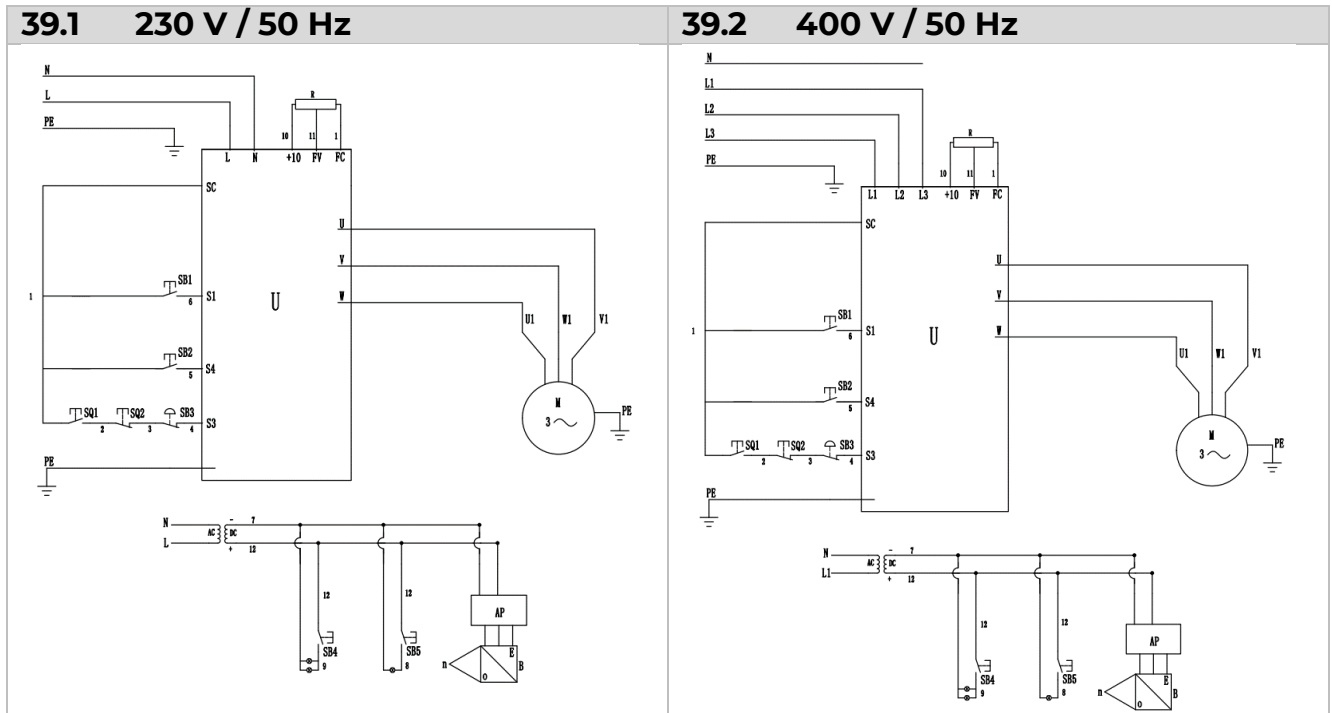 39.1 230 V / 50 Hz
N
L
PE
R
10 11 1
L N +10 FV FC
SC
U
V
W
SB1
1
6
S1
U
U1 W1 V1
SB2
5
S4
SQ1 SQ2 SB3
2 3 4
S3
M
3
PE
PE
N
L
AC DC
- 7
+ 12
12
12
SB4
9
SB5
8
AP
n
E
B
O
39.2 400 V / 50 Hz
N
L1
L2
L3
PE
R
10 11 1
L1 L2 L3 +10 FV FC
SC
U
V
W
SB1
1
6
S1
U
U1 W1 V1
SB2
5
S4
SQ1 SQ2 SB3
2 3 4
S3
M
3
PE
PE
N
L1
AC DC
- 7
+ 12
12
12
SB4
9
SB5
8
AP
n
E
B
O